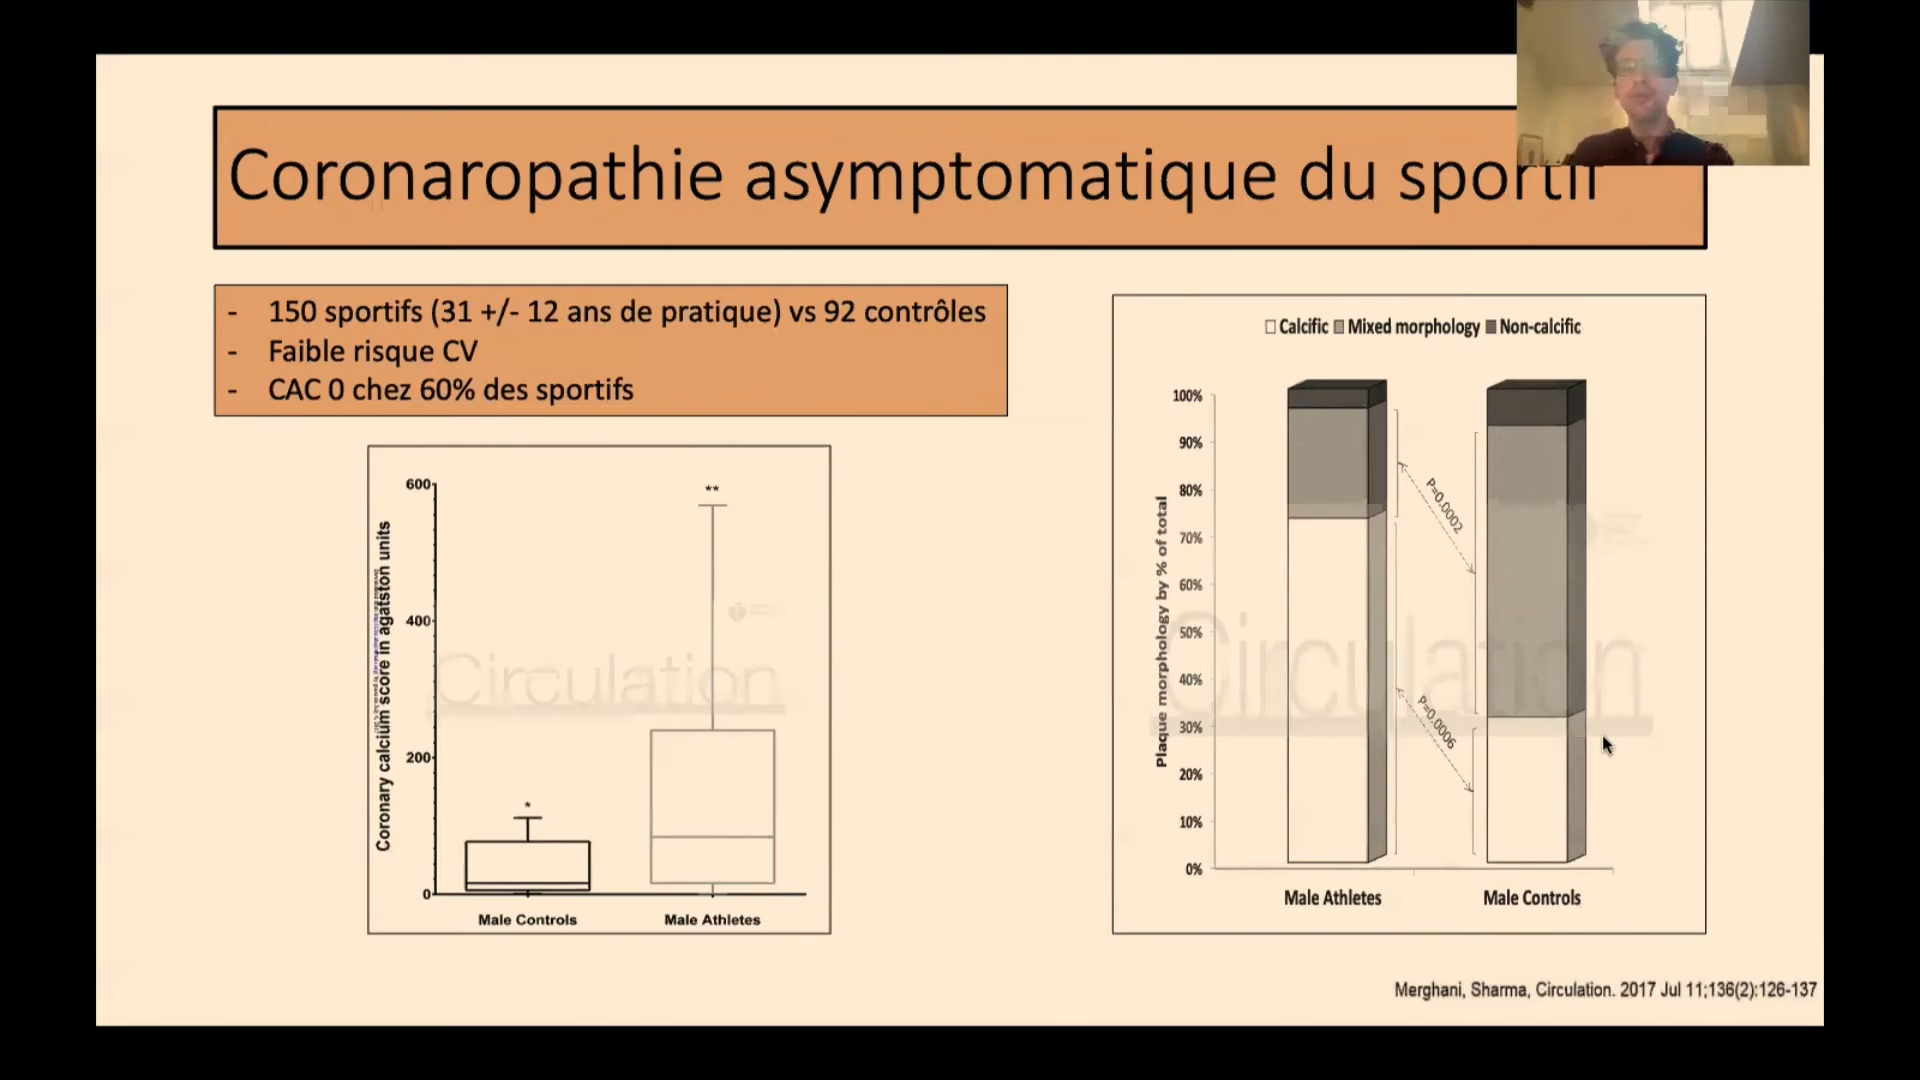 Coronaropathie asymptomatique du sportif
- 150 sportifs (31 +/- 12 ans de pratique) vs 92 contrôles
- Faible risque CV
- CAC 0 chez 60% des sportifs
Coronary calcium score in agatston units
600
400
200
0
*
**
Circulation
Male Controls
Male Athletes
Calcific Mixed morphology Non-calcific
Plaque morphology by % of total
100%
90%
80%
70%
60%
50%
40%
30%
20%
10%
0%
P=0.0002
P=0.0006
Circulation
Male Athletes
Male Controls
Merghani, Sharma, Circulation. 2017 Jul 11;136(2):126-137